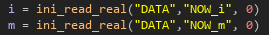 i = ini_read_real("DATA","NOW_i", 0)
m = ini_read_real("DATA","NOW_m", 0)